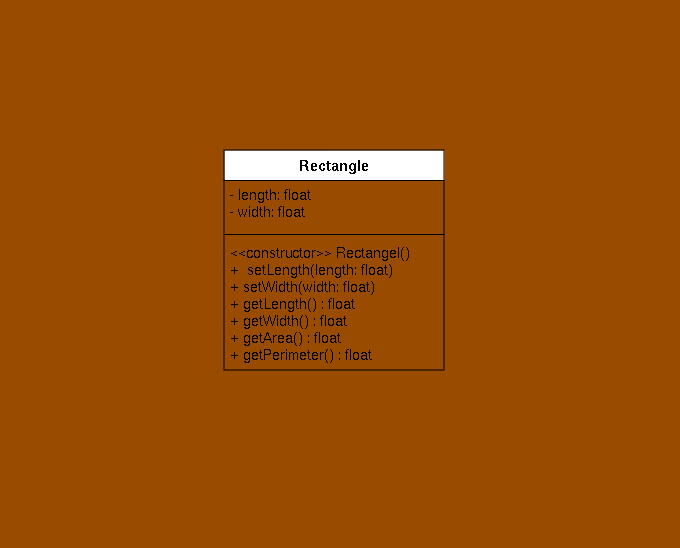 Rectangle
- length: float
- width: float
<<constructor>> Rectangel()
+  setLength(length: float)
+ setWidth(width: float)
+ getLength() : float
+ getWidth() : float
+ getArea() : float
+ getPerimeter() : float